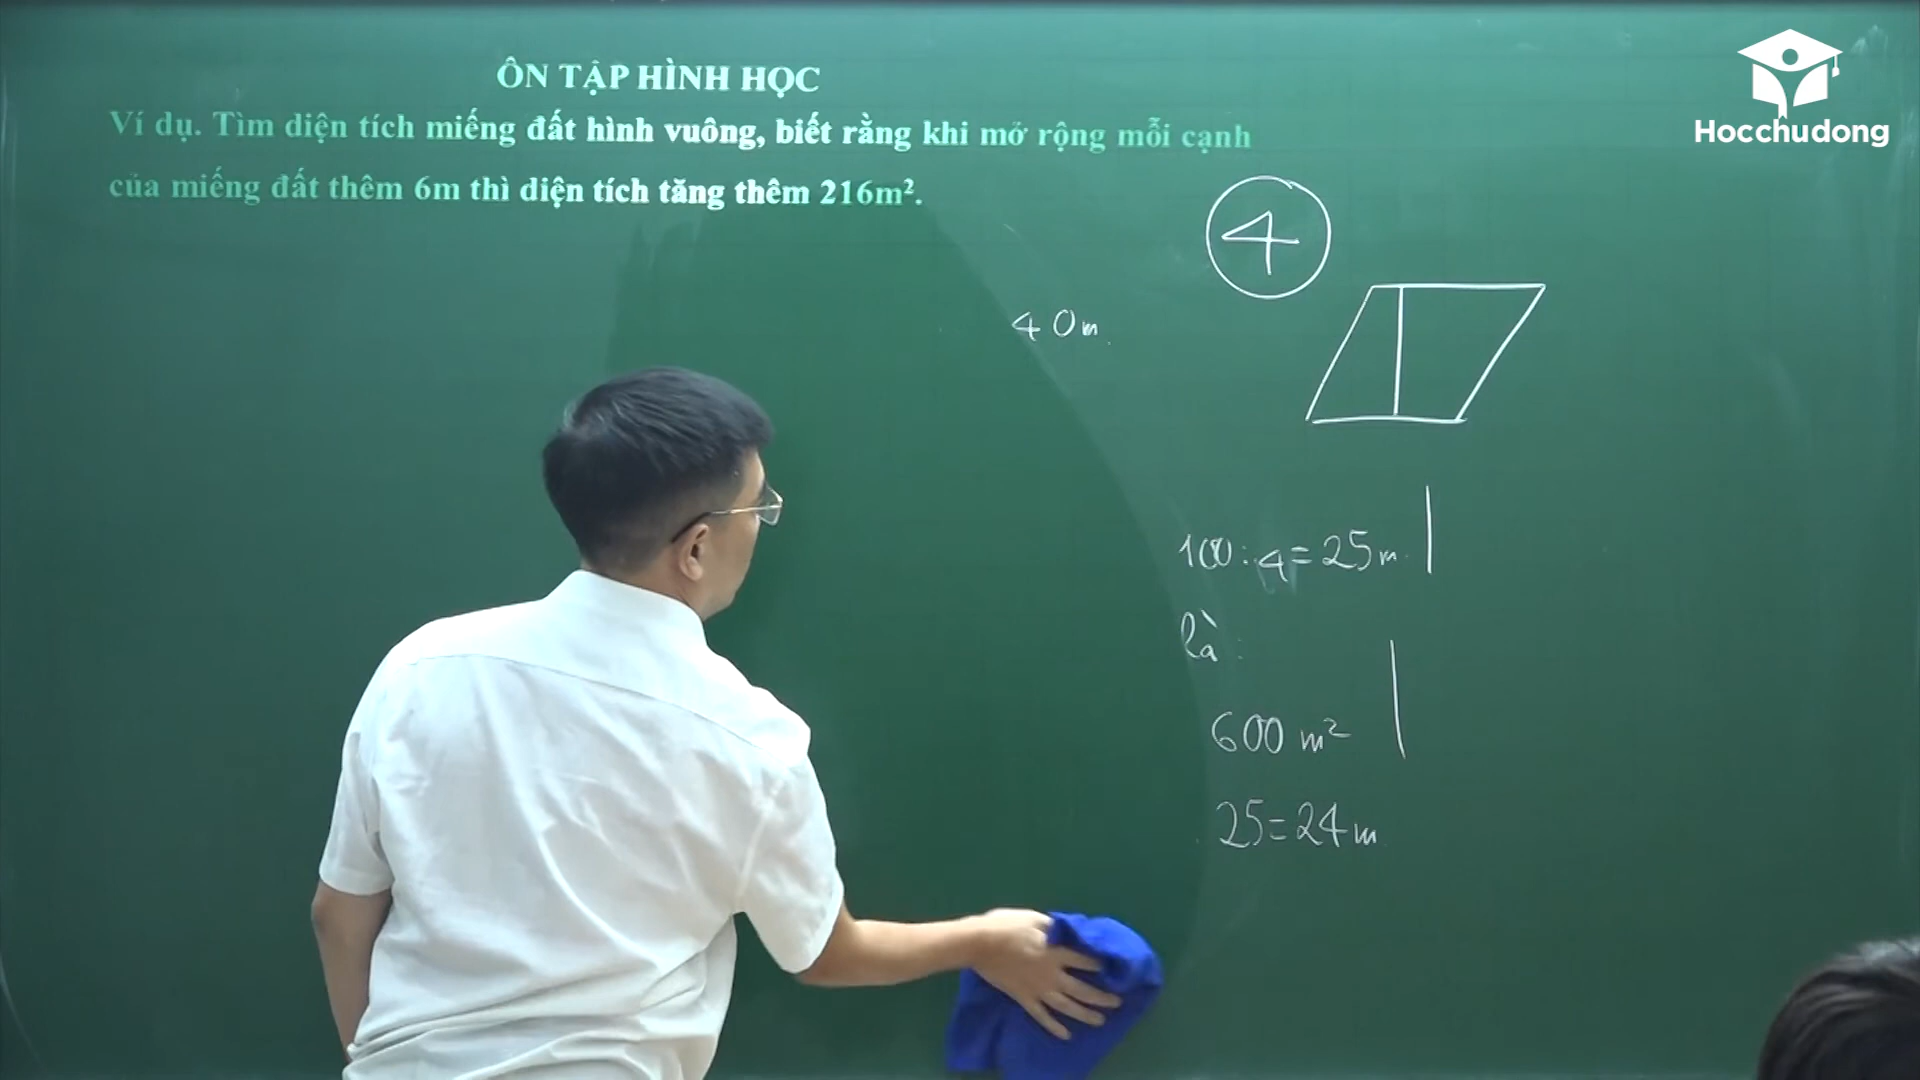 ÔN TẬP HÌNH HỌC
Ví dụ. Tìm diện tích miếng đất hình vuông, biết rằng khi mở rộng mỗi cạnh
của miếng đất thêm 6m thì diện tích tăng thêm 216m².
Hocchudong
4
40m
100:4=25m
là:
600 m²
25=24m